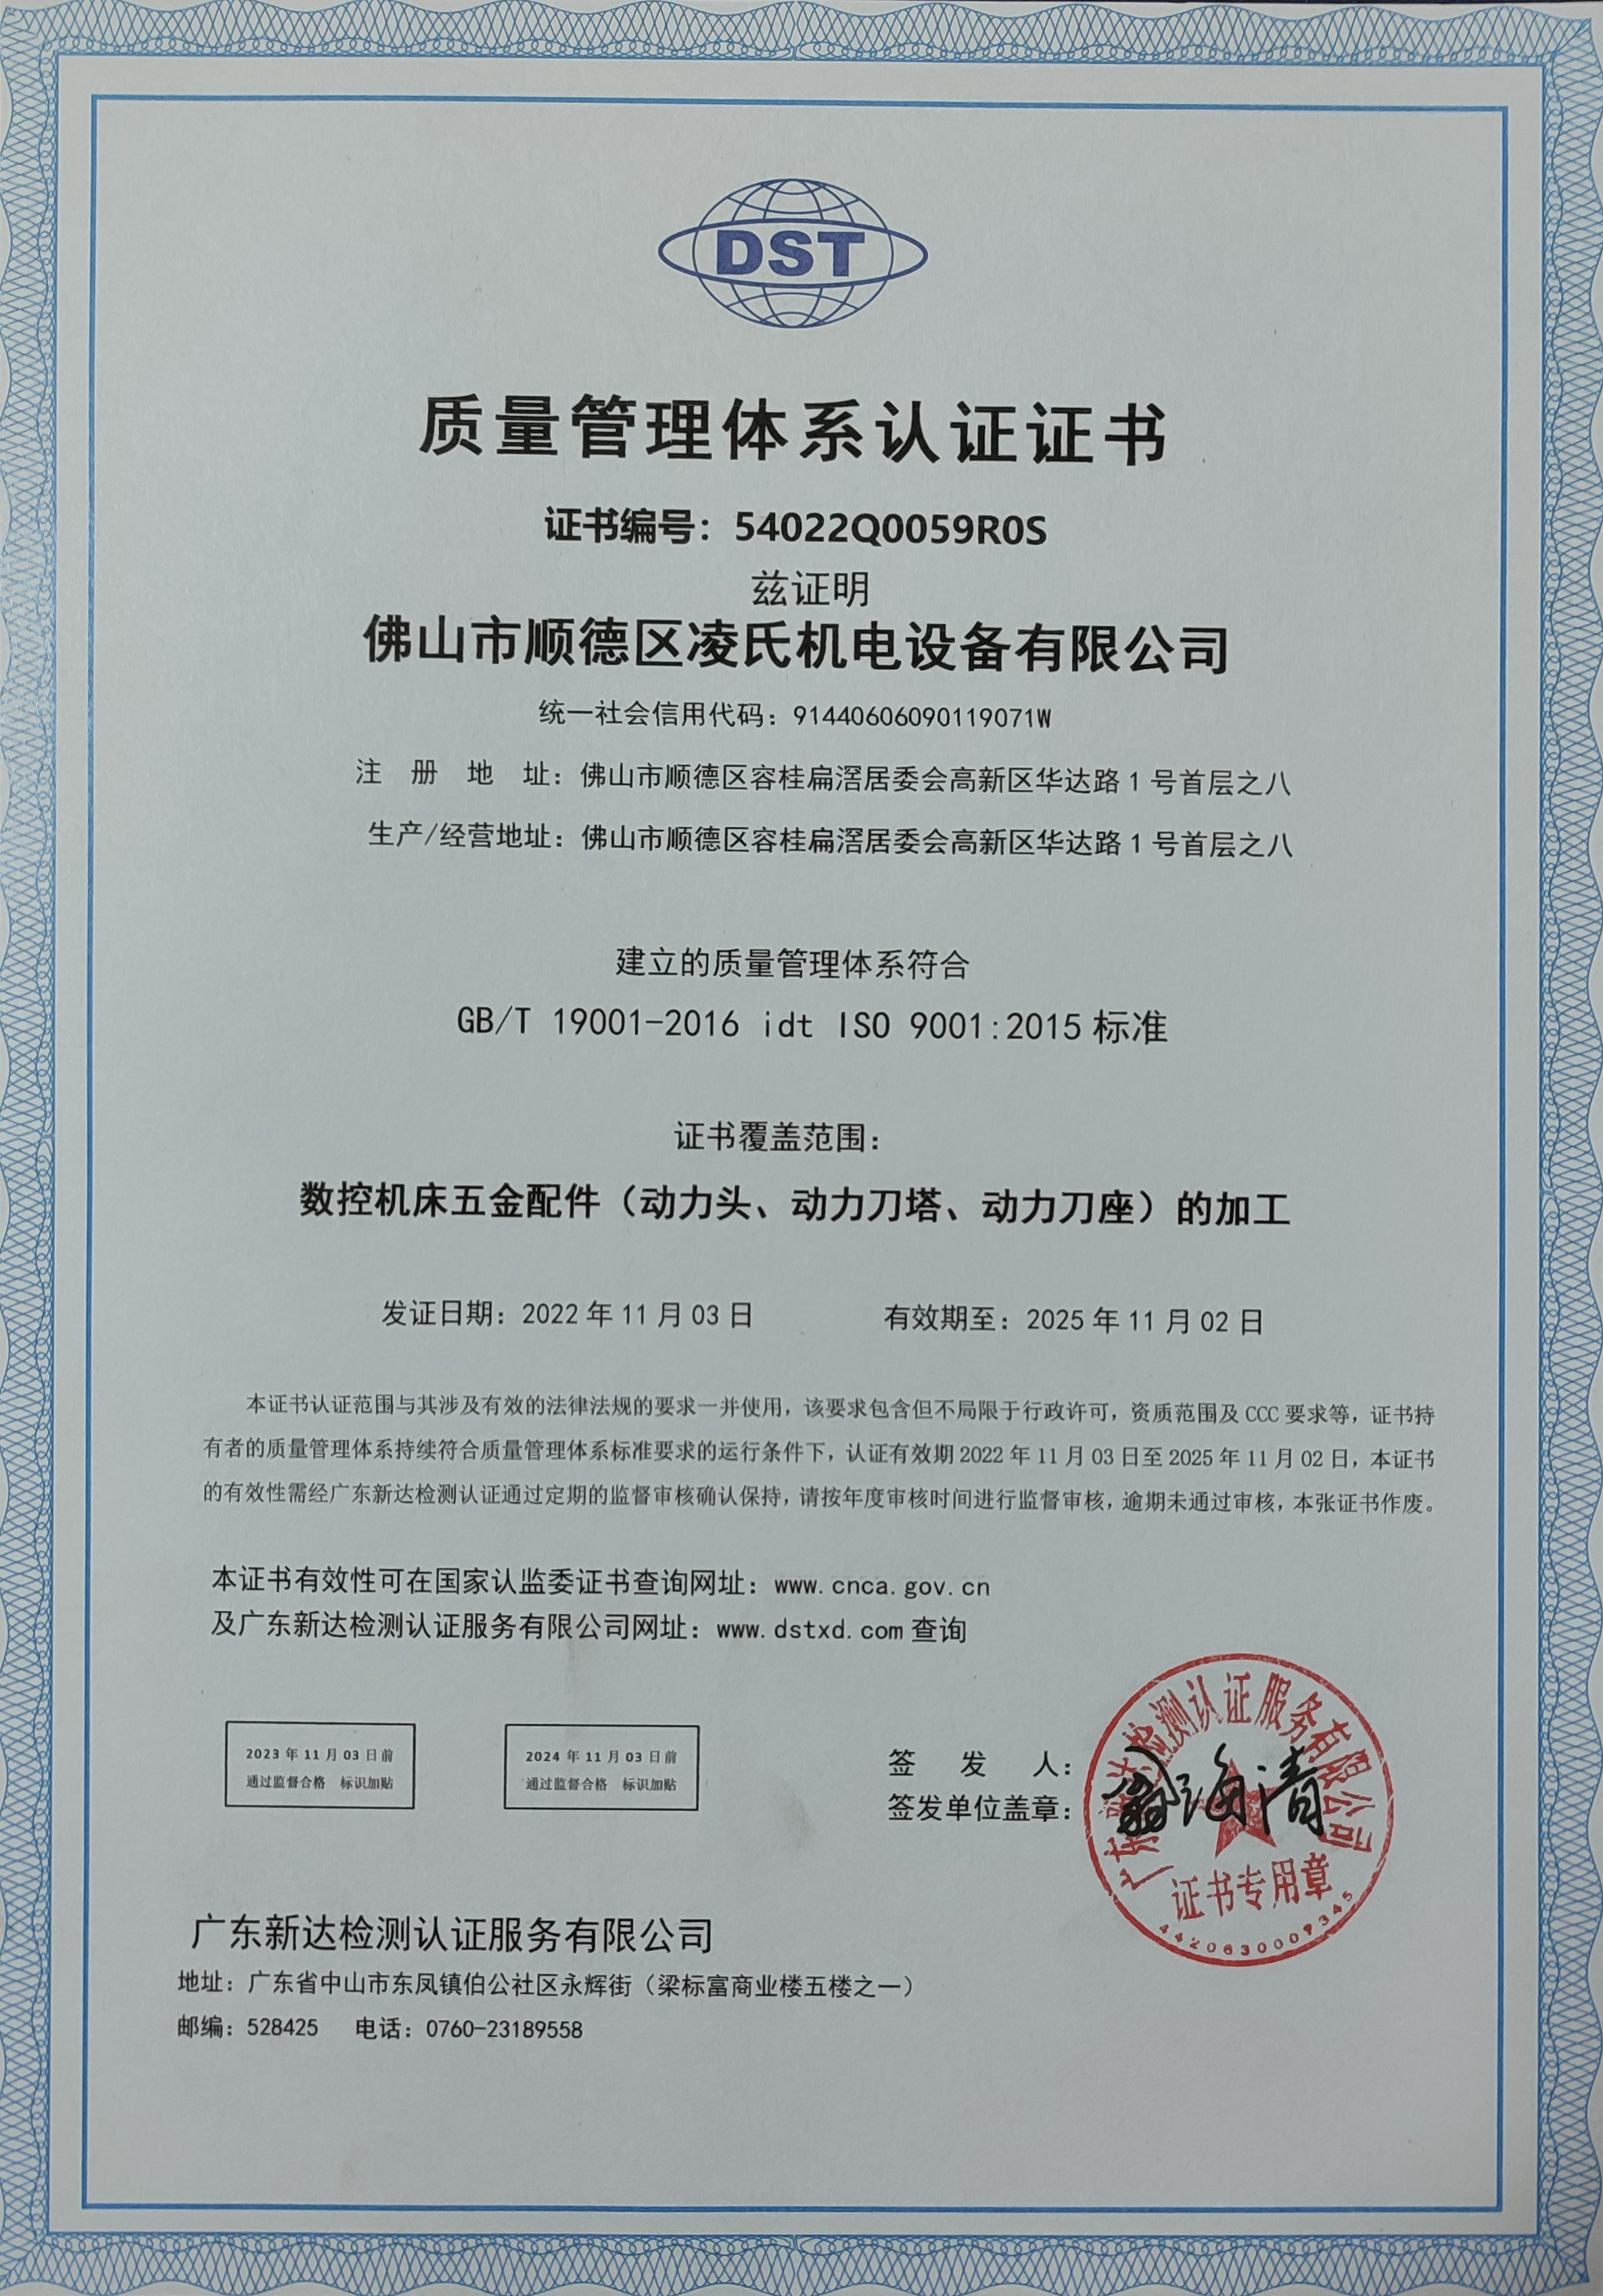 DST
质量管理体系认证证书
证书编号：54022Q0059R0S
兹证明
佛山市顺德区凌氏机电设备有限公司
统一社会信用代码：91440606090119071W
注册地址：佛山市顺德区容桂扁滘居委会高新区华达路1号首层之八
生产/经营地址：佛山市顺德区容桂扁滘居委会高新区华达路1号首层之八
建立的质量管理体系符合
GB/T 19001-2016 idt ISO 9001:2015 标准
证书覆盖范围：
数控机床五金配件（动力头、动力刀塔、动力刀座）的加工
发证日期：2022年11月03日 有效期至：2025年11月02日
本证书认证范围与其涉及有效的法律法规的要求一并使用，该要求包含但不局限于行政许可，资质范围及CCC要求等，证书持
有者的质量管理体系持续符合质量管理体系标准要求的运行条件下，认证有效期2022年11月03日至2025年11月02日，本证书
的有效性需经广东新达检测认证通过定期的监督审核确认保持，请按年度审核时间进行监督审核，逾期未通过审核，本张证书作废。
本证书有效性可在国家认监委证书查询网址：www.cnca.gov.cn
及广东新达检测认证服务有限公司网址：www.dstxd.com查询
2023年11月03日前
通过监督合格 标识加贴
2024年11月03日前
通过监督合格 标识加贴
签发人：
签发单位盖章：
广东新达检测认证服务有限公司
证书专用章
4420630009345
广东新达检测认证服务有限公司
地址：广东省中山市东凤镇伯公社区永辉街（梁标富商业楼五楼之一）
邮编：528425 电话：0760-23189558